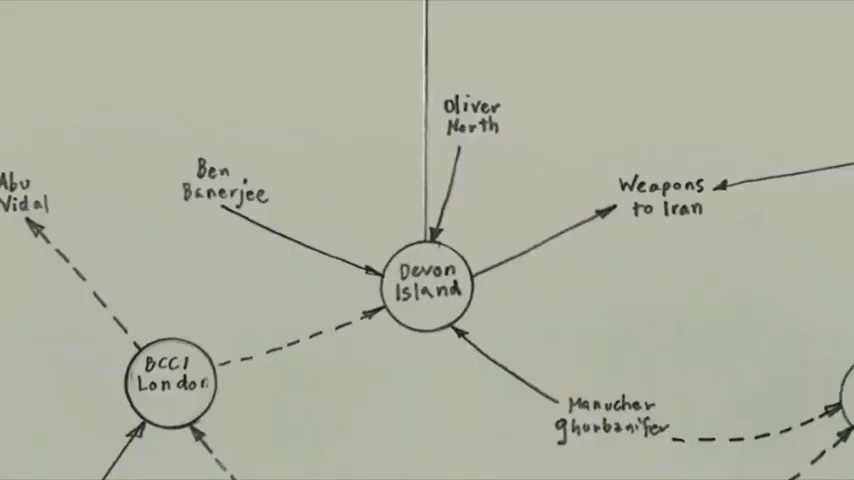 Oliver
North
Abu
Vidal
Ben
Banerjee
Weapons
to Iran
Devon
Island
BCCI
London
Manucher
ghorbanifer